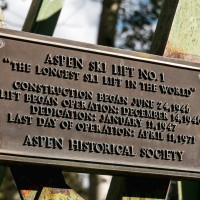 ASPEN SKI LIFT NO. 1
"THE LONGEST SKI LIFT IN THE WORLD"
CONSTRUCTION BEGAN JUNE 24, 1946
LIFT BEGAN OPERATION: DECEMBER 14, 1946
DEDICATION: JANUARY 11, 1947
LAST DAY OF OPERATION: APRIL 11, 1971
ASPEN HISTORICAL SOCIETY